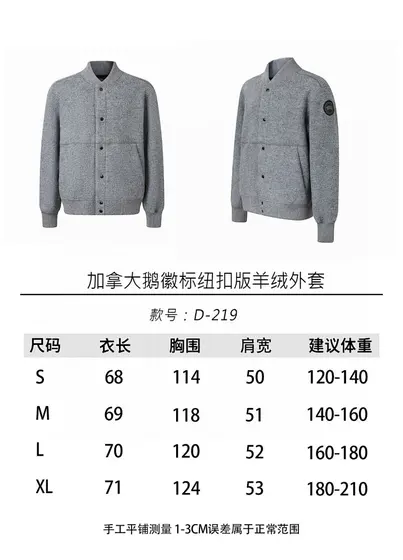 加拿大鹅徽标纽扣版羊绒外套
款号：D-219
尺码 衣长 胸围 肩宽 建议体重
S 68 114 50 120-140
M 69 118 51 140-160
L 70 120 52 160-180
XL 71 124 53 180-210
手工平铺测量 1-3CM误差属于正常范围